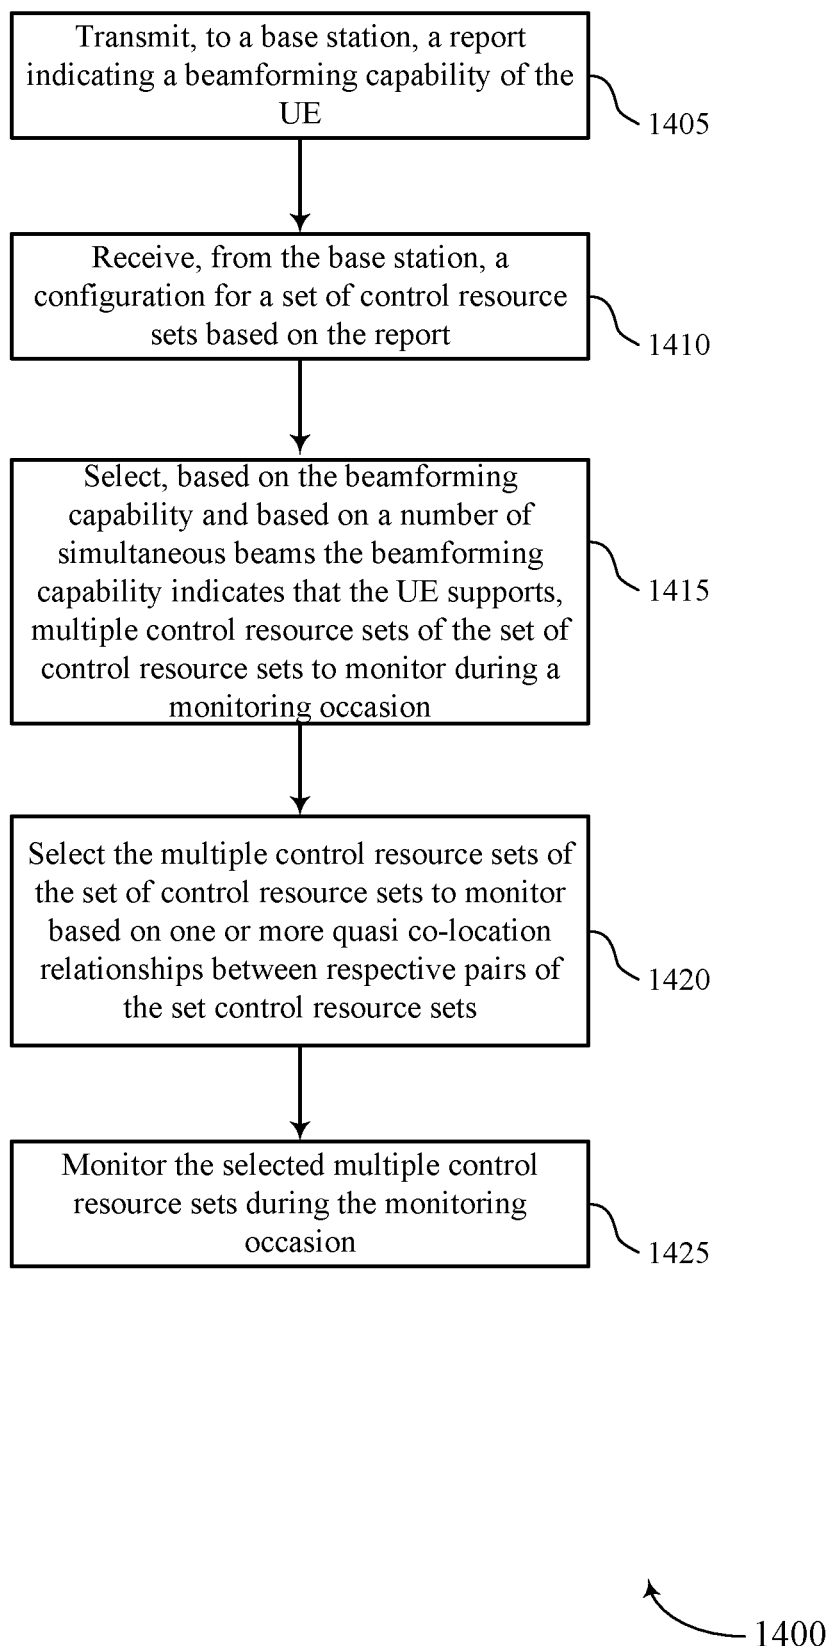 Transmit, to a base station, a report
indicating a beamforming capability of the
UE
1405
Receive, from the base station, a
configuration for a set of control resource
sets based on the report
1410
Select, based on the beamforming
capability and based on a number of
simultaneous beams the beamforming
capability indicates that the UE supports,
multiple control resource sets of the set of
control resource sets to monitor during a
monitoring occasion
1415
Select the multiple control resource sets of
the set of control resource sets to monitor
based on one or more quasi co-location
relationships between respective pairs of
the set control resource sets
1420
Monitor the selected multiple control
resource sets during the monitoring
occasion
1425
1400